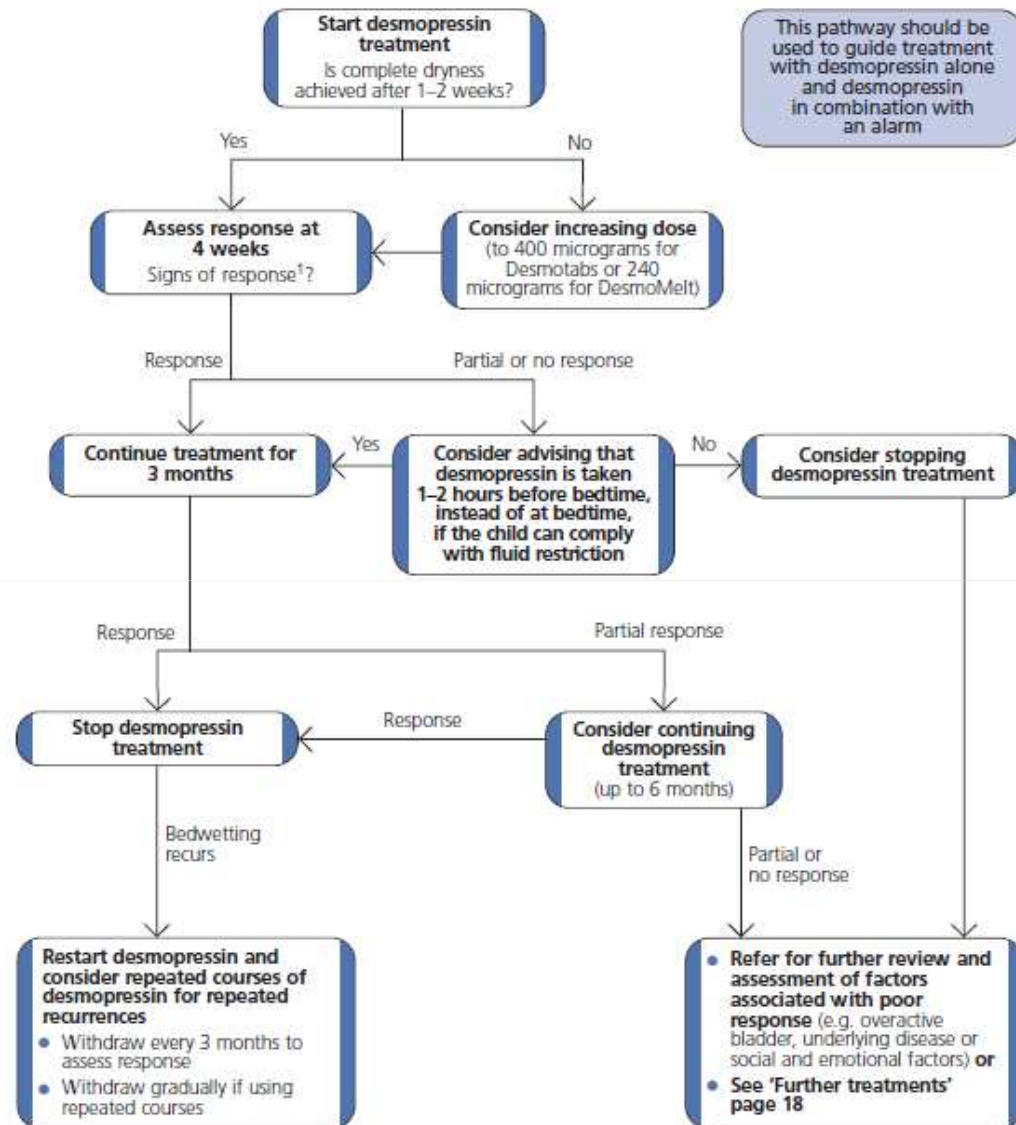 Start desmopressin
treatment
Is complete dryness
achieved after 1–2 weeks?
This pathway should be
used to guide treatment
with desmopressin alone
and desmopressin
in combination with
an alarm
Yes
No
Assess response at
4 weeks
Signs of response¹?
Consider increasing dose
(to 400 micrograms for
Desmotabs or 240
micrograms for DesmoMelt)
Response
Partial or no response
Continue treatment for
3 months
Yes
Consider advising that
desmopressin is taken
1–2 hours before bedtime,
instead of at bedtime,
if the child can comply
with fluid restriction
No
Consider stopping
desmopressin treatment
Response
Partial response
Stop desmopressin
treatment
Response
Consider continuing
desmopressin
treatment
(up to 6 months)
Bedwetting
recurs
Partial or
no response
Restart desmopressin and
consider repeated courses of
desmopressin for repeated
recurrences
• Withdraw every 3 months to
assess response
• Withdraw gradually if using
repeated courses
• Refer for further review and
assessment of factors
associated with poor
response (e.g. overactive
bladder, underlying disease or
social and emotional factors) or
• See ‘Further treatments’
page 18